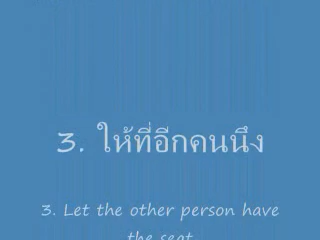 3. ให้ที่อีกคนนึง
3. Let the other person have
the seat